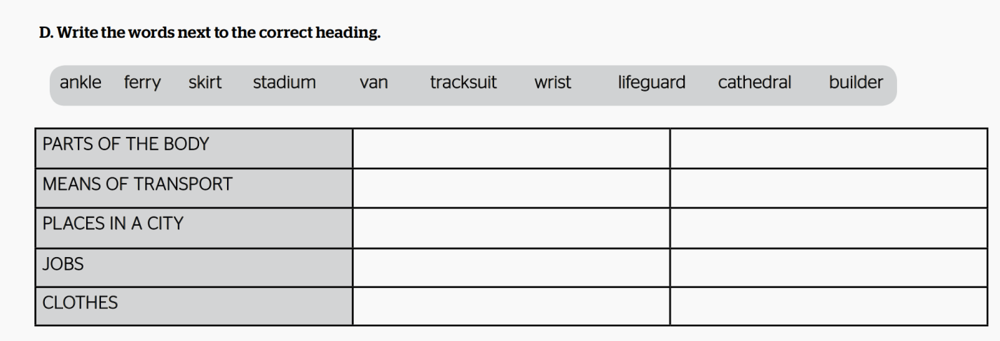 D. Write the words next to the correct heading.
ankle ferry skirt stadium van tracksuit wrist lifeguard cathedral builder
PARTS OF THE BODY
MEANS OF TRANSPORT
PLACES IN A CITY
JOBS
CLOTHES